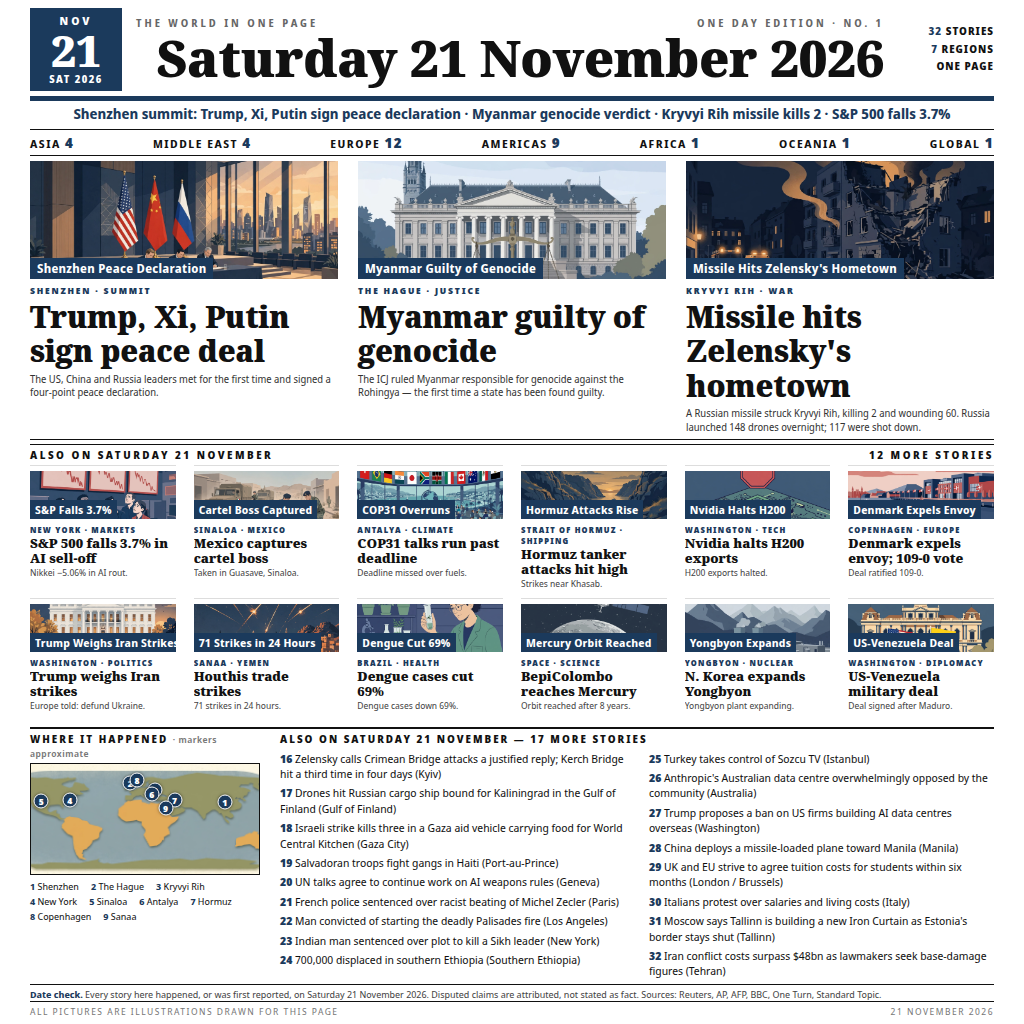 NOV
21
SAT 2026
THE WORLD IN ONE PAGE
ONE DAY EDITION · NO. 1
Saturday 21 November 2026
32 STORIES
7 REGIONS
ONE PAGE
Shenzhen summit: Trump, Xi, Putin sign peace declaration · Myanmar genocide verdict · Kryvyi Rih missile kills 2 · S&P 500 falls 3.7%
ASIA 4
MIDDLE EAST 4
EUROPE 12
AMERICAS 9
AFRICA 1
OCEANIA 1
GLOBAL 1
Shenzhen Peace Declaration
SHENZHEN · SUMMIT
Trump, Xi, Putin
sign peace deal
The US, China and Russia leaders met for the first time and signed a
four-point peace declaration.
Myanmar Guilty of Genocide
THE HAGUE · JUSTICE
Myanmar guilty of
genocide
The ICJ ruled Myanmar responsible for genocide against the
Rohingya — the first time a state has been found guilty.
Missile Hits Zelensky's Hometown
KRYVYI RIH · WAR
Missile hits
Zelensky's
hometown
A Russian missile struck Kryvyi Rih, killing 2 and wounding 60. Russia
launched 148 drones overnight; 117 were shot down.
ALSO ON SATURDAY 21 NOVEMBER
12 MORE STORIES
S&P Falls 3.7%
NEW YORK · MARKETS
S&P 500 falls 3.7% in
AI sell-off
Nikkei −5.06% in AI rout.
Cartel Boss Captured
SINALOA · MEXICO
Mexico captures
cartel boss
Taken in Guasave, Sinaloa.
COP31 Overruns
ANTALYA · CLIMATE
COP31 talks run past
deadline
Deadline missed over fuels.
Hormuz Attacks Rise
STRAIT OF HORMUZ ·
SHIPPING
Hormuz tanker
attacks hit high
Strikes near Khasab.
Nvidia Halts H200
WASHINGTON · TECH
Nvidia halts H200
exports
H200 exports halted.
Denmark Expels Envoy
COPENHAGEN · EUROPE
Denmark expels
envoy; 109-0 vote
Deal ratified 109-0.
Trump Weighs Iran Strikes
WASHINGTON · POLITICS
Trump weighs Iran
strikes
Europe told: defend Ukraine.
71 Strikes in 24 Hours
SANAA · YEMEN
Houthis trade
strikes
71 strikes in 24 hours.
Dengue Cut 69%
BRAZIL · HEALTH
Dengue cases cut
69%
Dengue cases down 69%.
Mercury Orbit Reached
SPACE · SCIENCE
BepiColombo
reaches Mercury
Orbit reached after 8 years.
Yongbyon Expands
YONGBYON · NUCLEAR
N. Korea expands
Yongbyon
Yongbyon plant expanding.
US-Venezuela Deal
WASHINGTON · DIPLOMACY
US-Venezuela
military deal
Deal signed after Maduro.
WHERE IT HAPPENED · markers
approximate
8
5
4
6
7
9
1
1 Shenzhen 2 The Hague 3 Kryvyi Rih
4 New York 5 Sinaloa 6 Antalya 7 Hormuz
8 Copenhagen 9 Sanaa
ALSO ON SATURDAY 21 NOVEMBER — 17 MORE STORIES
16 Zelensky calls Crimean Bridge attacks a justified reply; Kerch Bridge
hit a third time in four days (Kyiv)
17 Drones hit Russian cargo ship bound for Kaliningrad in the Gulf of
Finland (Gulf of Finland)
18 Israeli strike kills three in a Gaza aid vehicle carrying food for World
Central Kitchen (Gaza City)
19 Salvadoran troops fight gangs in Haiti (Port-au-Prince)
20 UN talks agree to continue work on AI weapons rules (Geneva)
21 French police sentenced over racist beating of Michel Zecler (Paris)
22 Man convicted of starting the deadly Palisades fire (Los Angeles)
23 Indian man sentenced over plot to kill a Sikh leader (New York)
24 700,000 displaced in southern Ethiopia (Southern Ethiopia)
25 Turkey takes control of Sozcu TV (Istanbul)
26 Anthropic's Australian data centre overwhelmingly opposed by the
community (Australia)
27 Trump proposes a ban on US firms building AI data centres
overseas (Washington)
28 China deploys a missile-loaded plane toward Manila (Manila)
29 UK and EU strive to agree tuition costs for students within six
months (London / Brussels)
30 Italians protest over salaries and living costs (Italy)
31 Moscow says Tallinn is building a new Iron Curtain as Estonia's
border stays shut (Tallinn)
32 Iran conflict costs surpass $48bn as lawmakers seek base-damage
figures (Tehran)
Date check. Every story here happened, or was first reported, on Saturday 21 November 2026. Disputed claims are attributed, not stated as fact. Sources: Reuters, AP, AFP, BBC, One Turn, Standard Topic.
ALL PICTURES ARE ILLUSTRATIONS DRAWN FOR THIS PAGE
21 NOVEMBER 2026